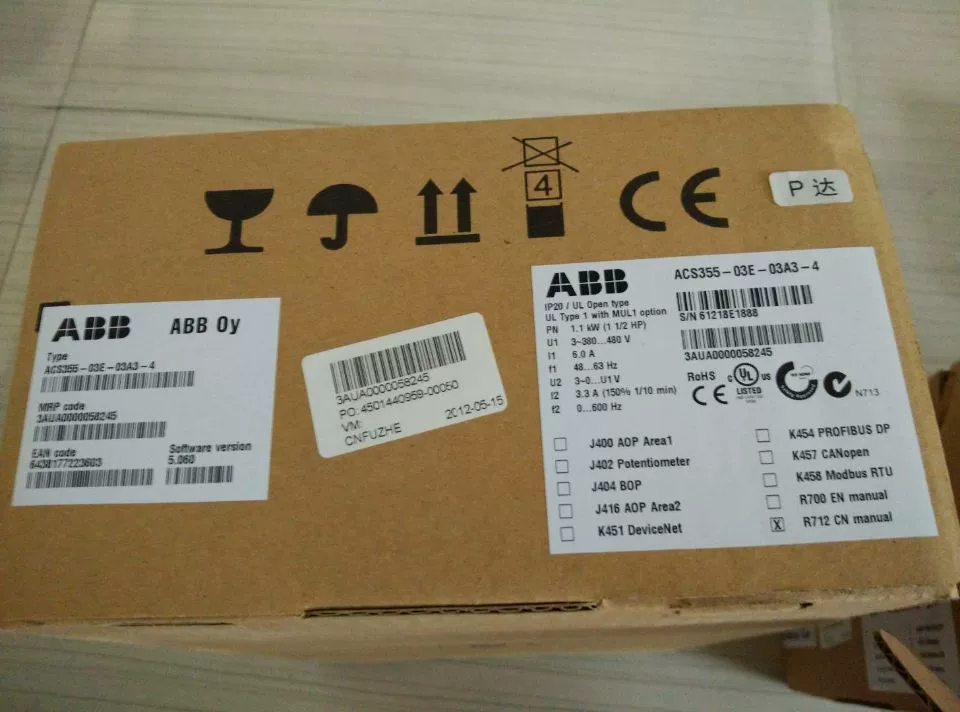 4
CE
P 达
ABB
ABB Oy
Type
ACS355-03E-03A3-4
MRP code
3AUA0000058245
EAN code
6438177223603
Software version
5.060
3AUA0000058245
PO: 4501440959-00050
VM:
2012-05-15
CNFUZHE
ABB
ACS355-03E-03A3-4
IP20 / UL Open type
UL Type 1 with MUL1 option
S/N 61218E1888
PN 1.1 kW (1 1/2 HP)
U1 3~380...480 V
I1 6.0 A
f1 48...63 Hz
U2 3~0...U1 V
I2 3.3 A (150% 1/10 min)
f2 0...600 Hz
3AUA0000058245
RoHS
CE
C UL US
LISTED
N713
J400 AOP Area1
J402 Potentiometer
J404 BOP
J416 AOP Area2
K451 DeviceNet
K454 PROFIBUS DP
K457 CANopen
K458 Modbus RTU
R700 EN manual
X R712 CN manual